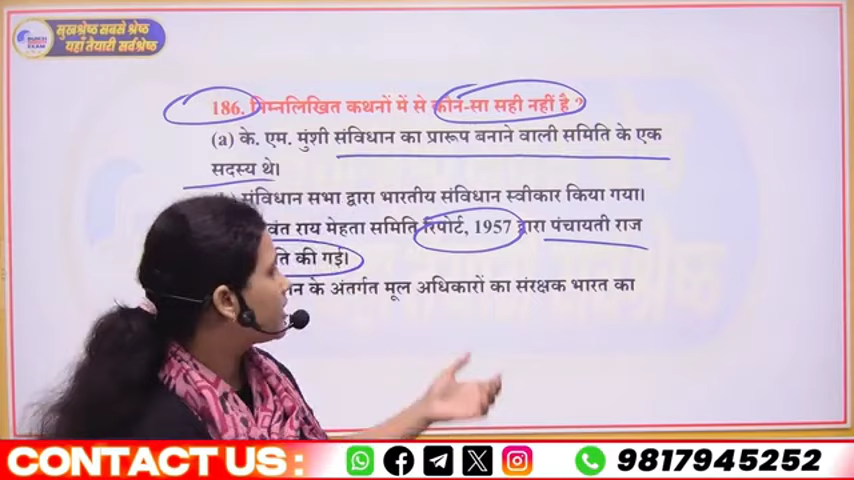 मुखश्रेष्ठ सबसे श्रेष्ठ
यहाँ तैयारी सर्वश्रेष्ठ
186. निम्नलिखित कथनों में से कौन-सा सही नहीं है ?
(a) के. एम. मुंशी संविधान का प्रारूप बनाने वाली समिति के एक
सदस्य थे।
संविधान सभा द्वारा भारतीय संविधान स्वीकार किया गया।
वंत राय मेहता समिति रिपोर्ट, 1957 द्वारा पंचायती राज
ति की गई।
न के अंतर्गत मूल अधिकारों का संरक्षक भारत का
CONTACT US : 9817945252